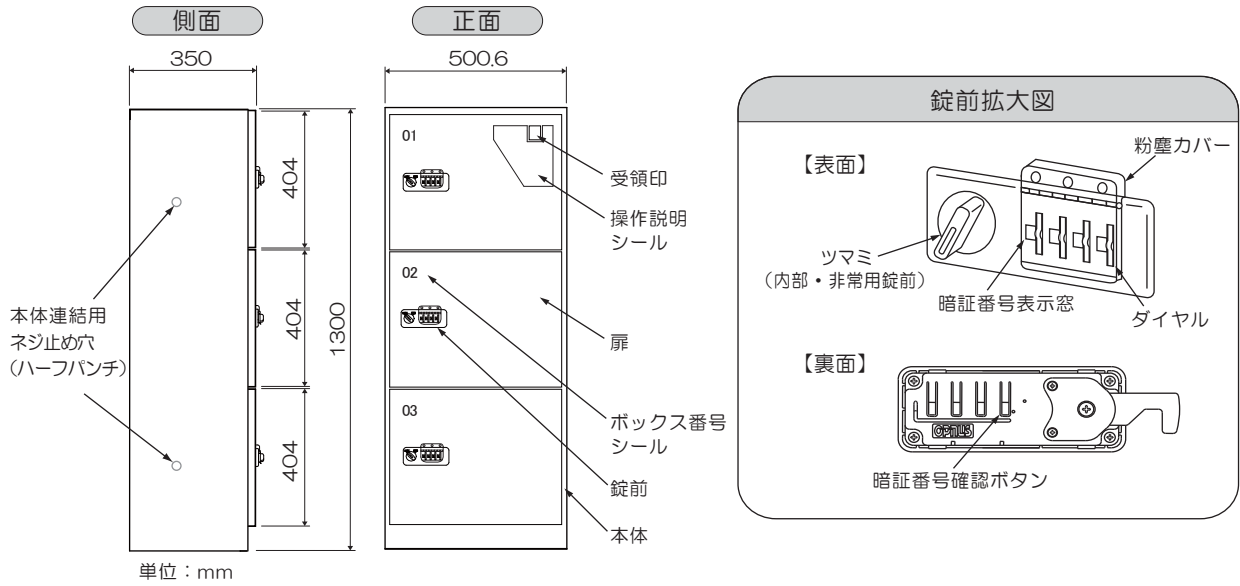 側面
350
404
404
404
1300
本体連結用
ネジ止め穴
(ハーフパンチ)
単位：mm
正面
500.6
01
02
03
受領印
操作説明
シール
扉
ボックス番号
シール
錠前
本体
錠前拡大図
【表面】
粉塵カバー
ツマミ
(内部・非常用錠前)
暗証番号表示窓
ダイヤル
【裏面】
暗証番号確認ボタン